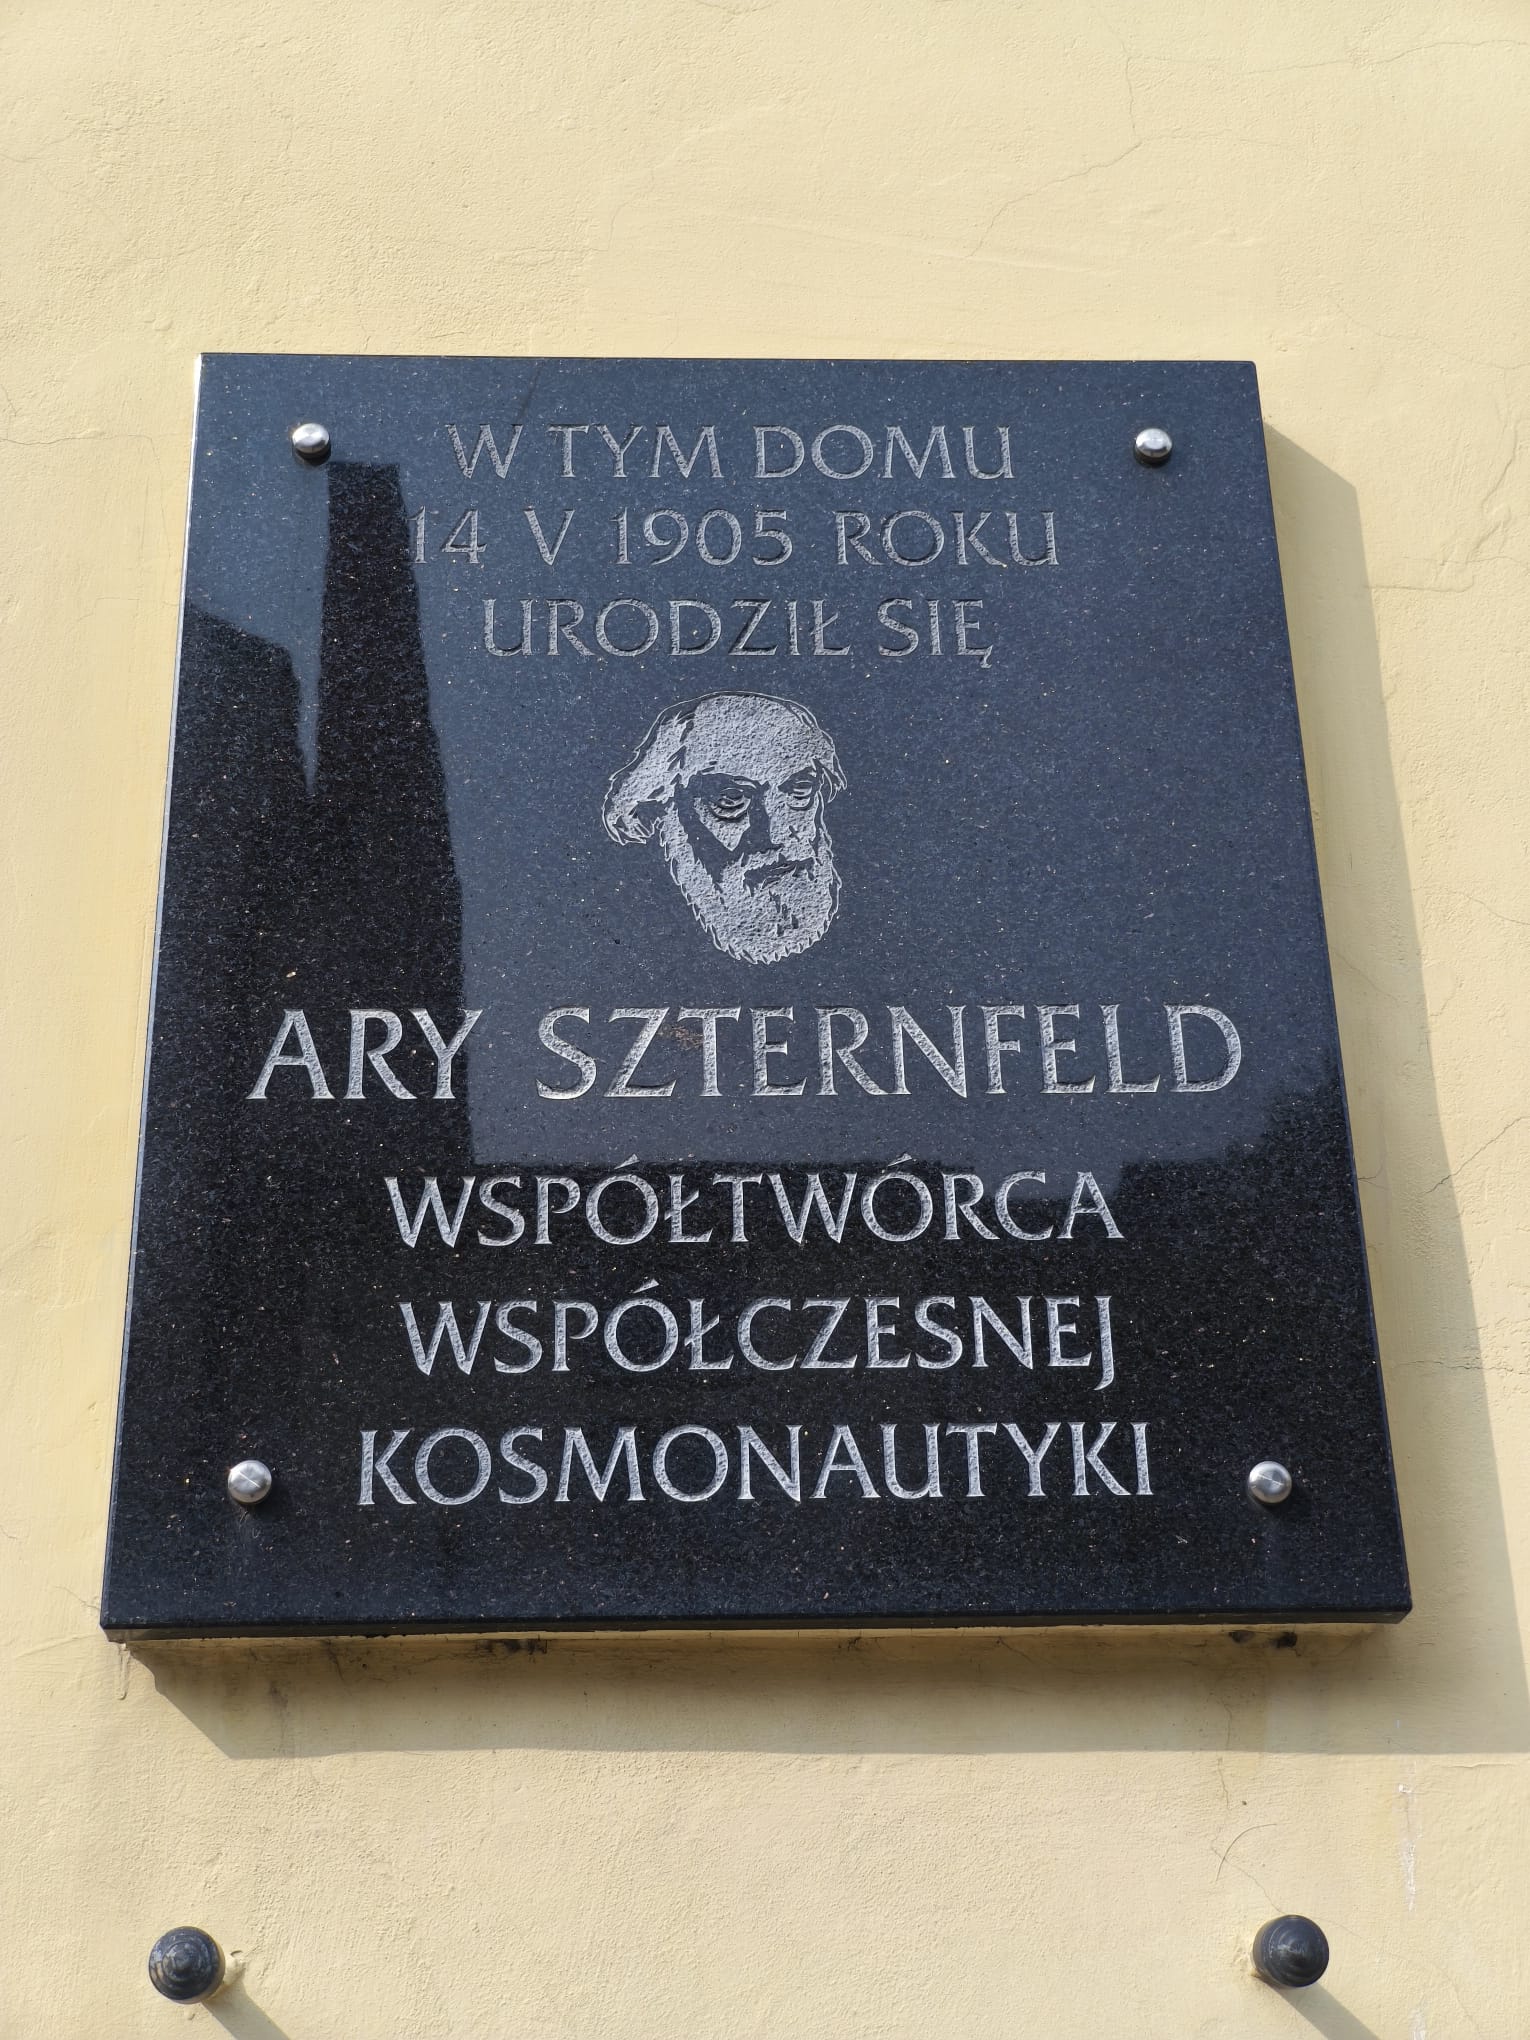 W TYM DOMU
14 V 1905 ROKU
URODZIŁ SIĘ
ARY SZTERNFELD
WSPÓŁTWÓRCA
WSPÓŁCZESNEJ
KOSMONAUTYKI